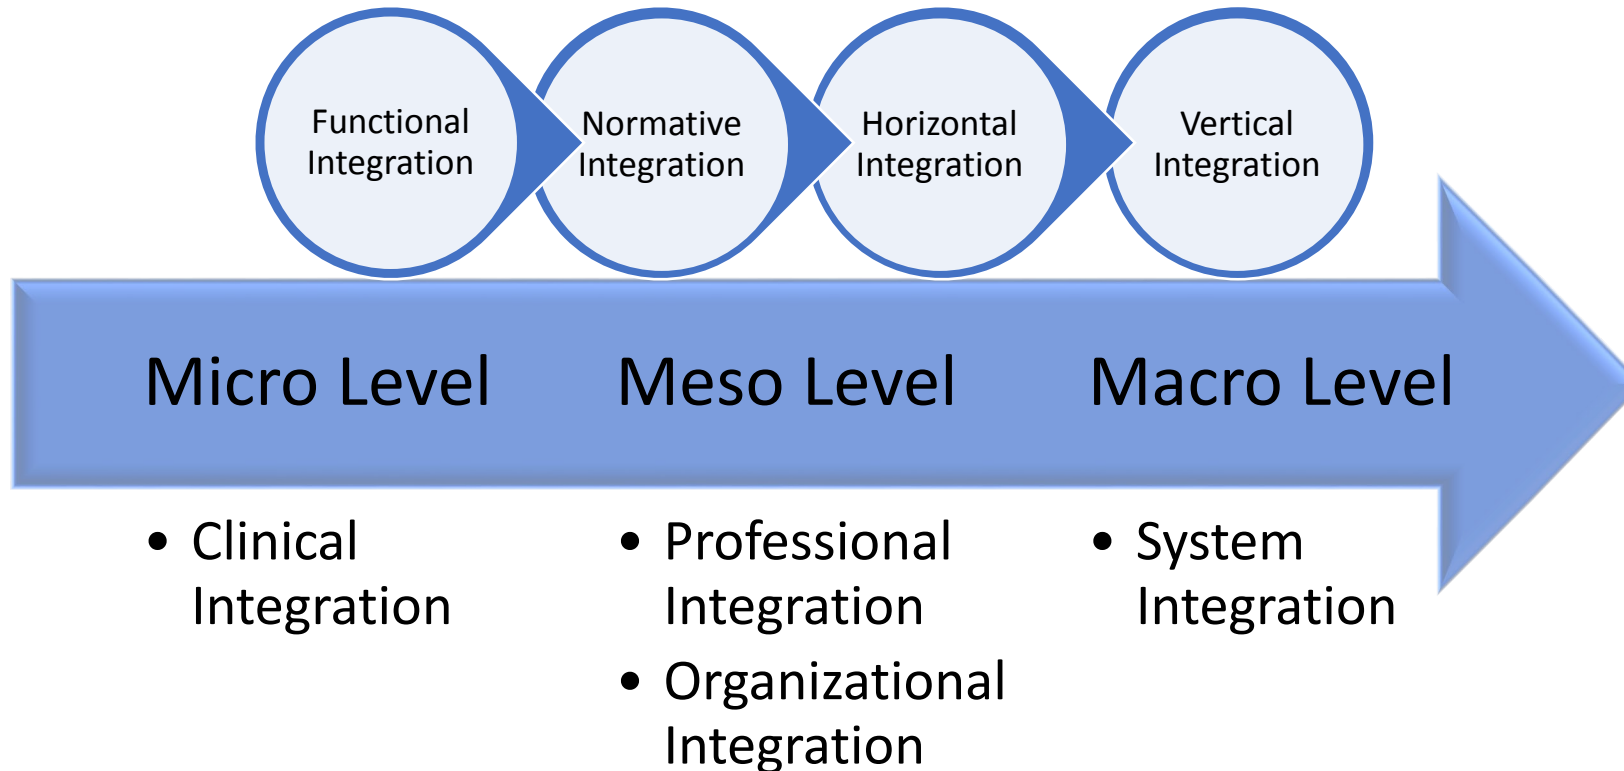 Functional
Integration
Normative
Integration
Horizontal
Integration
Vertical
Integration
Micro Level
Meso Level
Macro Level
• Clinical
Integration
• Professional
Integration
• Organizational
Integration
• System
Integration